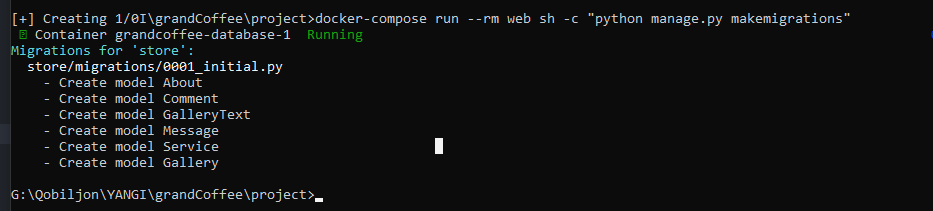 [+] Creating 1/0I\grandCoffee\project>docker-compose run --rm web sh -c "python manage.py makemigrations"
Container grandcoffee-database-1 Running
Migrations for 'store':
store/migrations/0001_initial.py
- Create model About
- Create model Comment
- Create model GalleryText
- Create model Message
- Create model Service
- Create model Gallery
G:\Qobiljon\YANGI\grandCoffee\project>